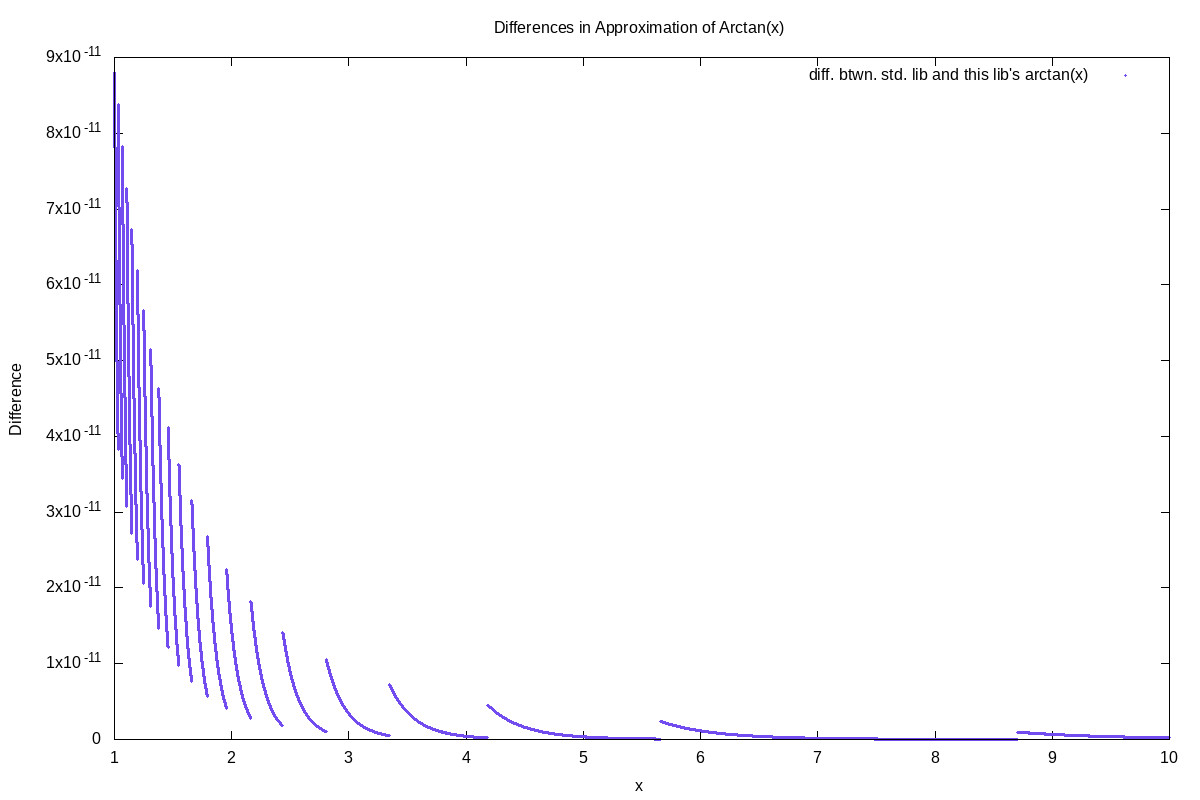 Differences in Approximation of Arctan(x)
diff. btwn. std. lib and this lib's arctan(x)
9x10 -11
8x10 -11
7x10 -11
6x10 -11
5x10 -11
4x10 -11
3x10 -11
2x10 -11
1x10 -11
0
Difference
1 2 3 4 5 6 7 8 9 10
x